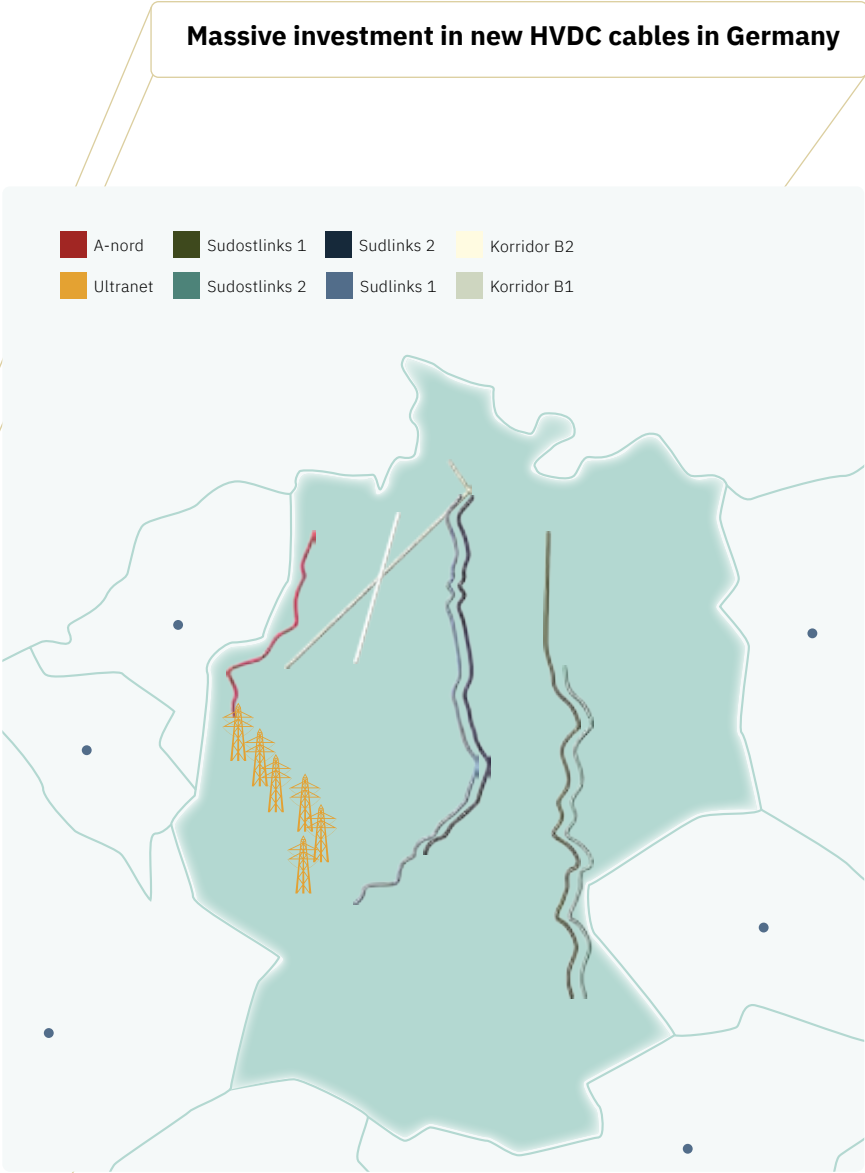 Massive investment in new HVDC cables in Germany
A-nord
Sudostlinks 1
Sudlinks 2
Korridor B2
Ultranet
Sudostlinks 2
Sudlinks 1
Korridor B1